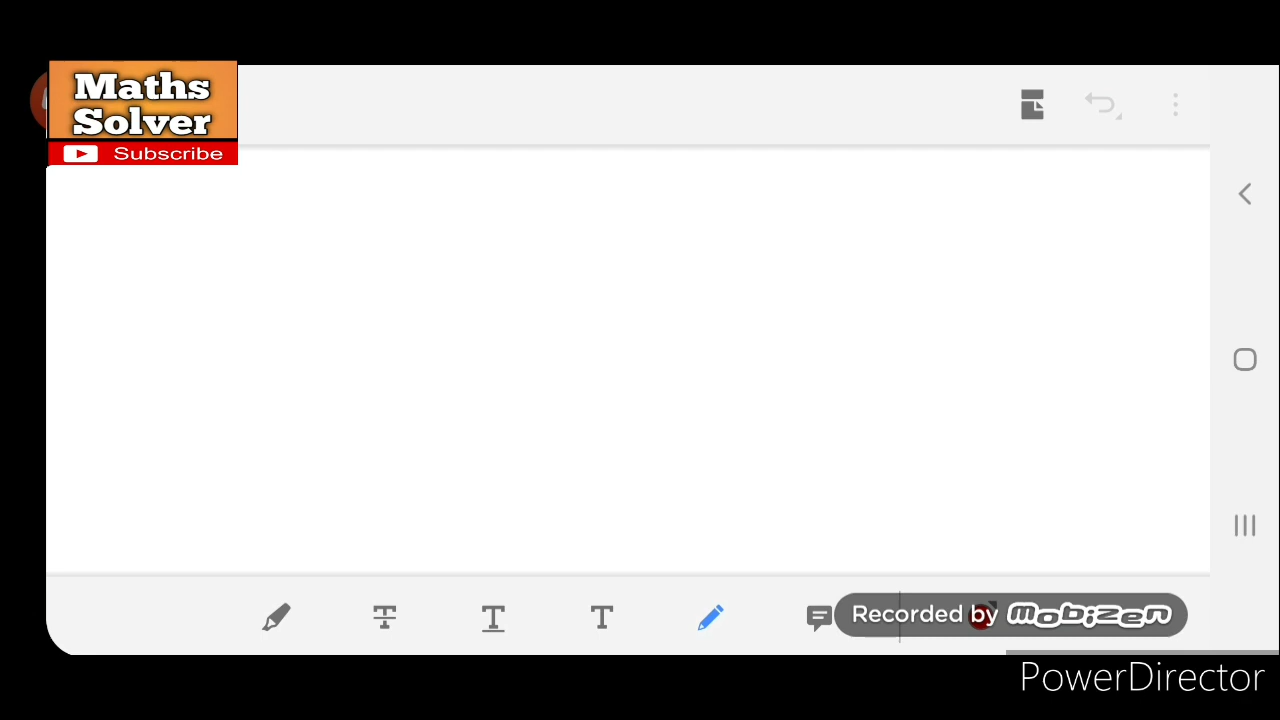 Maths
Solver
Subscribe
Recorded by mobizen
PowerDirector